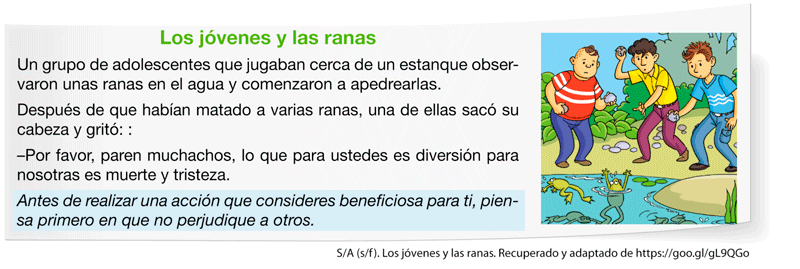 Los jóvenes y las ranas
Un grupo de adolescentes que jugaban cerca de un estanque obser-
varon unas ranas en el agua y comenzaron a apedrearlas.
Después de que habían matado a varias ranas, una de ellas sacó su
cabeza y gritó: :
–Por favor, paren muchachos, lo que para ustedes es diversión para
nosotras es muerte y tristeza.
Antes de realizar una acción que consideres beneficiosa para ti, pien-
sa primero en que no perjudique a otros.
S/A (s/f). Los jóvenes y las ranas. Recuperado y adaptado de https://goo.gl/gL9QGo